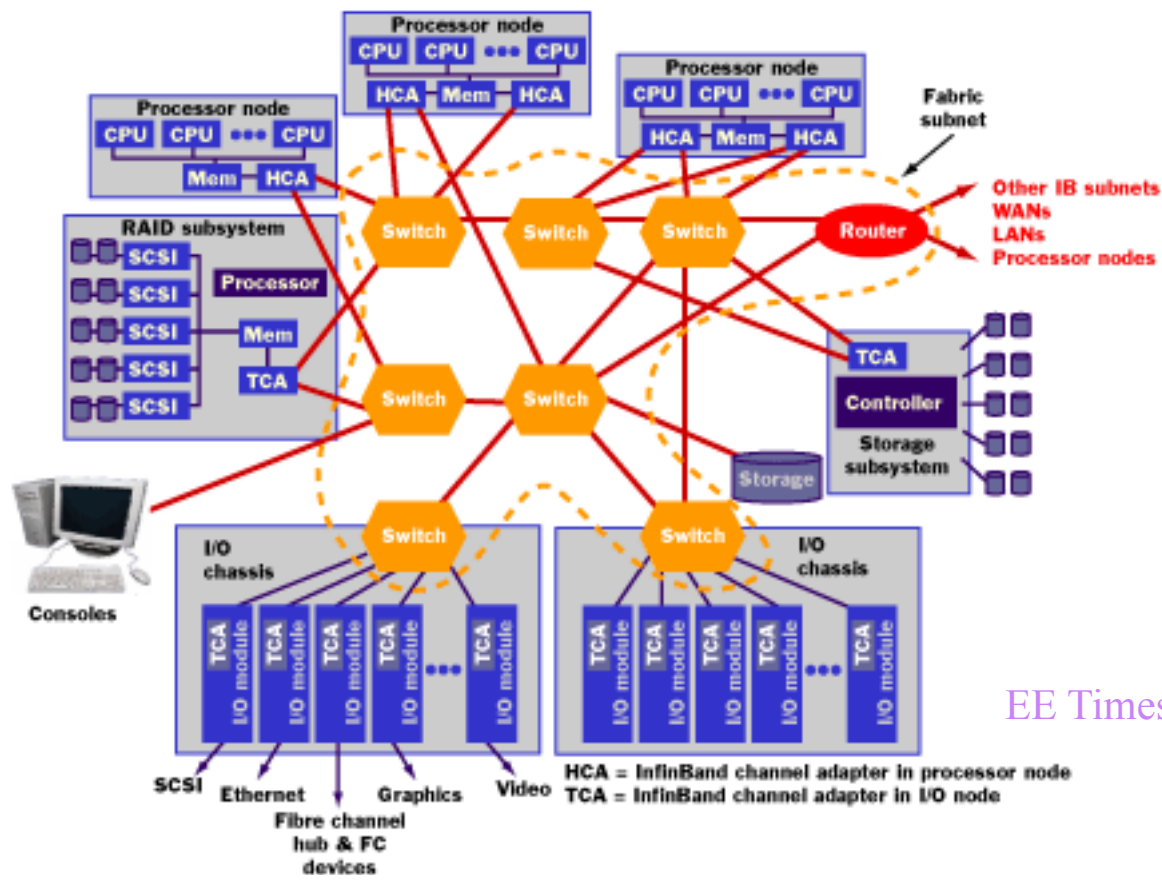 Processor node
CPU CPU ••• CPU
HCA Mem HCA
Processor node
CPU CPU ••• CPU
HCA Mem HCA
Fabric
subnet
Processor node
CPU CPU ••• CPU
Mem HCA
Other IB subnets
WANs
LANs
Processor nodes
Switch Switch Switch Router
RAID subsystem
SCSI
SCSI
SCSI
SCSI
SCSI
Processor
Mem
TCA
Switch Switch
TCA
Controller
Storage
subsystem
Storage
Consoles
Switch
I/O
chassis
TCA I/O module
TCA I/O module
TCA I/O module
TCA I/O module
•••
TCA I/O module
SCSI
Ethernet
Fibre channel
hub & FC
devices
Graphics
Video
Switch
I/O
chassis
TCA I/O module
TCA I/O module
TCA I/O module
TCA I/O module
••••
TCA I/O module
HCA = InfinBand channel adapter in processor node
TCA = InfinBand channel adapter in I/O node
EE Times